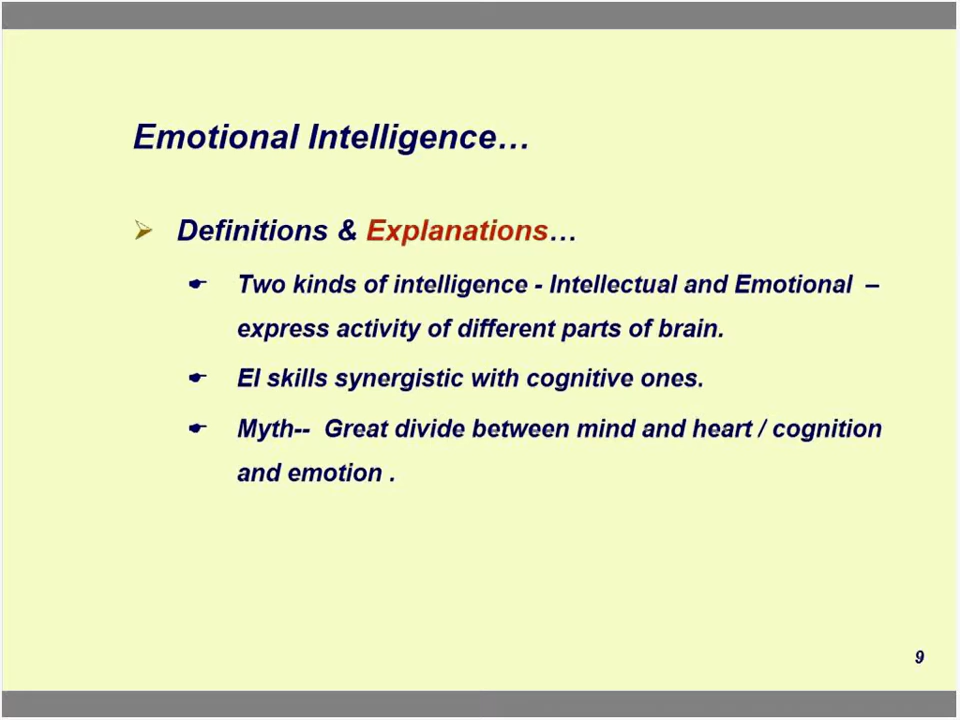 Emotional Intelligence…
Definitions & Explanations…
Two kinds of intelligence - Intellectual and Emotional –
express activity of different parts of brain.
EI skills synergistic with cognitive ones.
Myth-- Great divide between mind and heart / cognition
and emotion .
9